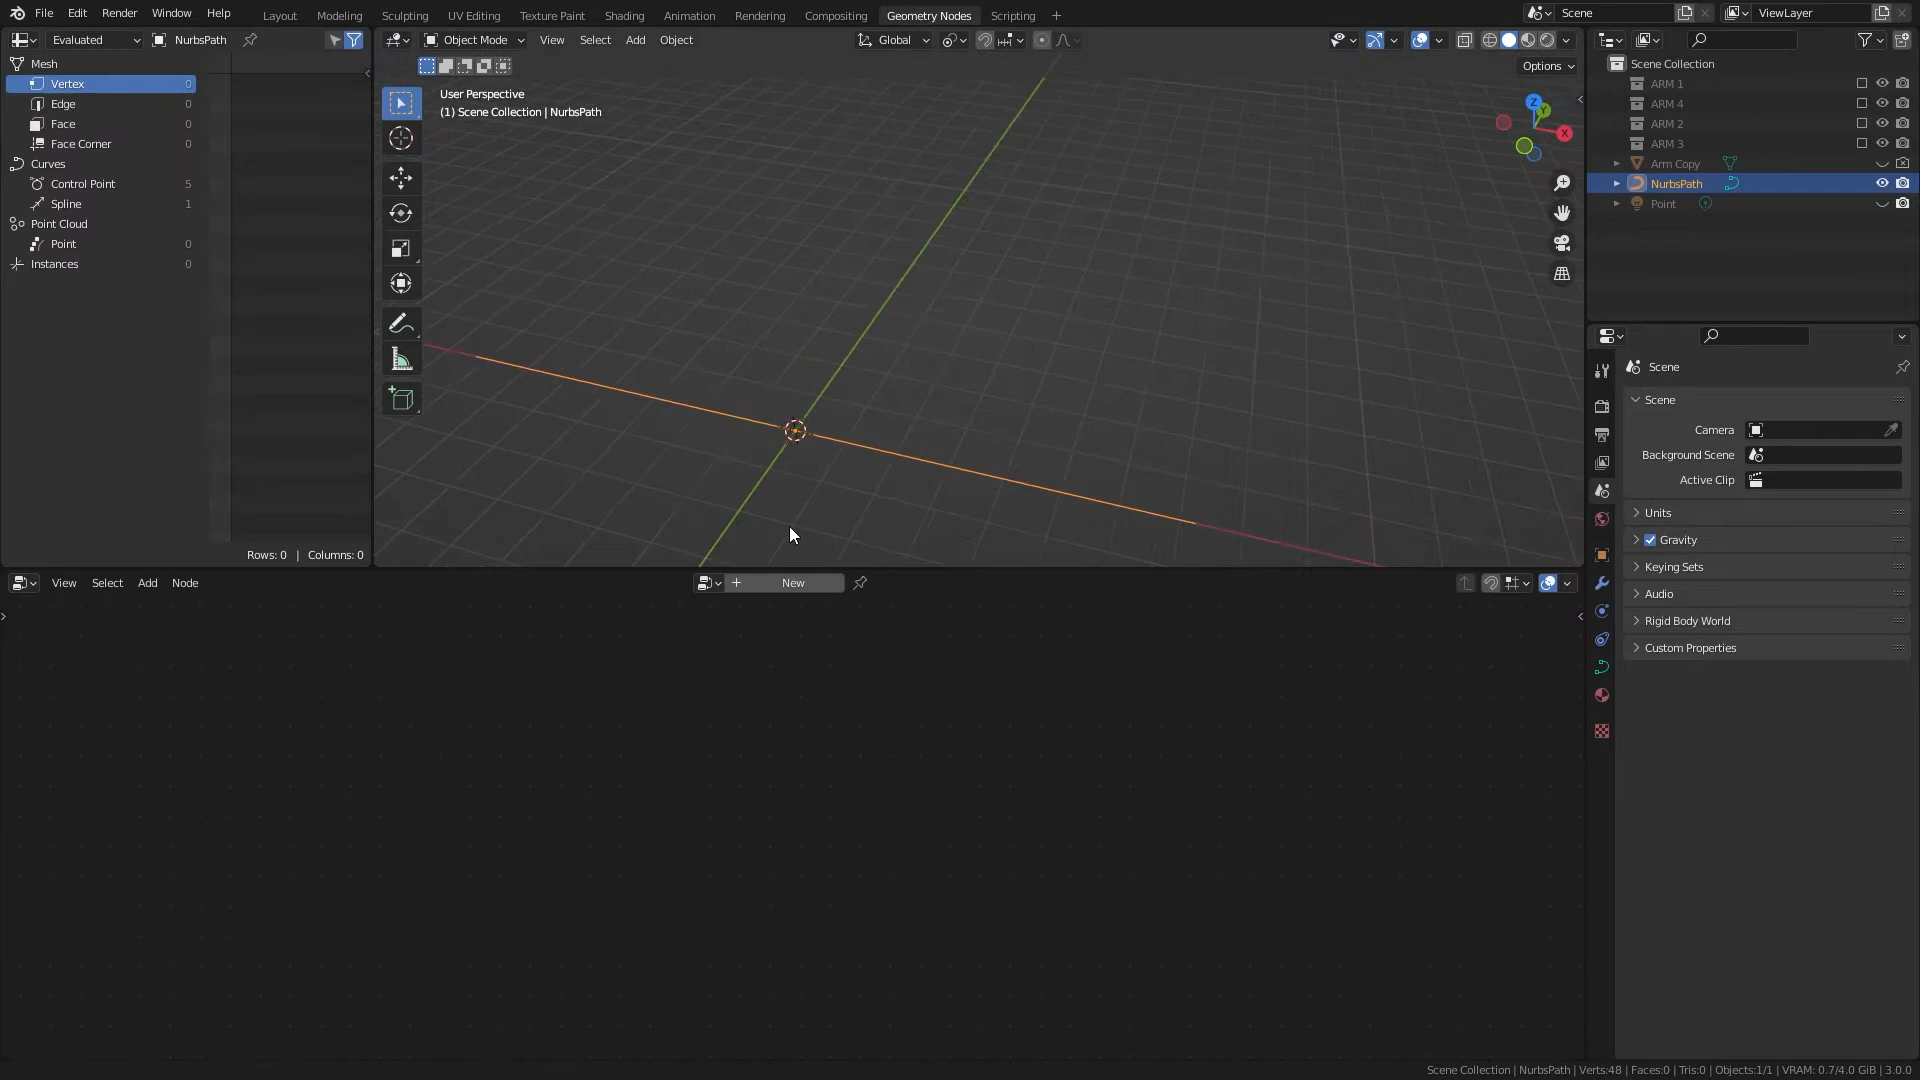 File Edit Render Window Help Layout Modeling Sculpting UV Editing Texture Paint Shading Animation Rendering Compositing Geometry Nodes Scripting + Scene ViewLayer
Evaluated NurbsPath Object Mode View Select Add Object Global
Options
Mesh
Vertex 0
Edge 0
Face 0
Face Corner 0
Curves
Control Point 5
Spline 1
Point Cloud
Point 0
Instances 0
Rows: 0 | Columns: 0
User Perspective
(1) Scene Collection | NurbsPath
Z
Y
X
Scene Collection
ARM 1
ARM 4
ARM 2
ARM 3
Arm Copy
NurbsPath
Point
Scene
Scene
Camera
Background Scene
Active Clip
Units
Gravity
Keying Sets
Audio
Rigid Body World
Custom Properties
View Select Add Node + New
Scene Collection | NurbsPath | Verts:48 | Faces:0 | Tris:0 | Objects:1/1 | VRAM: 0.7/4.0 GiB | 3.0.0